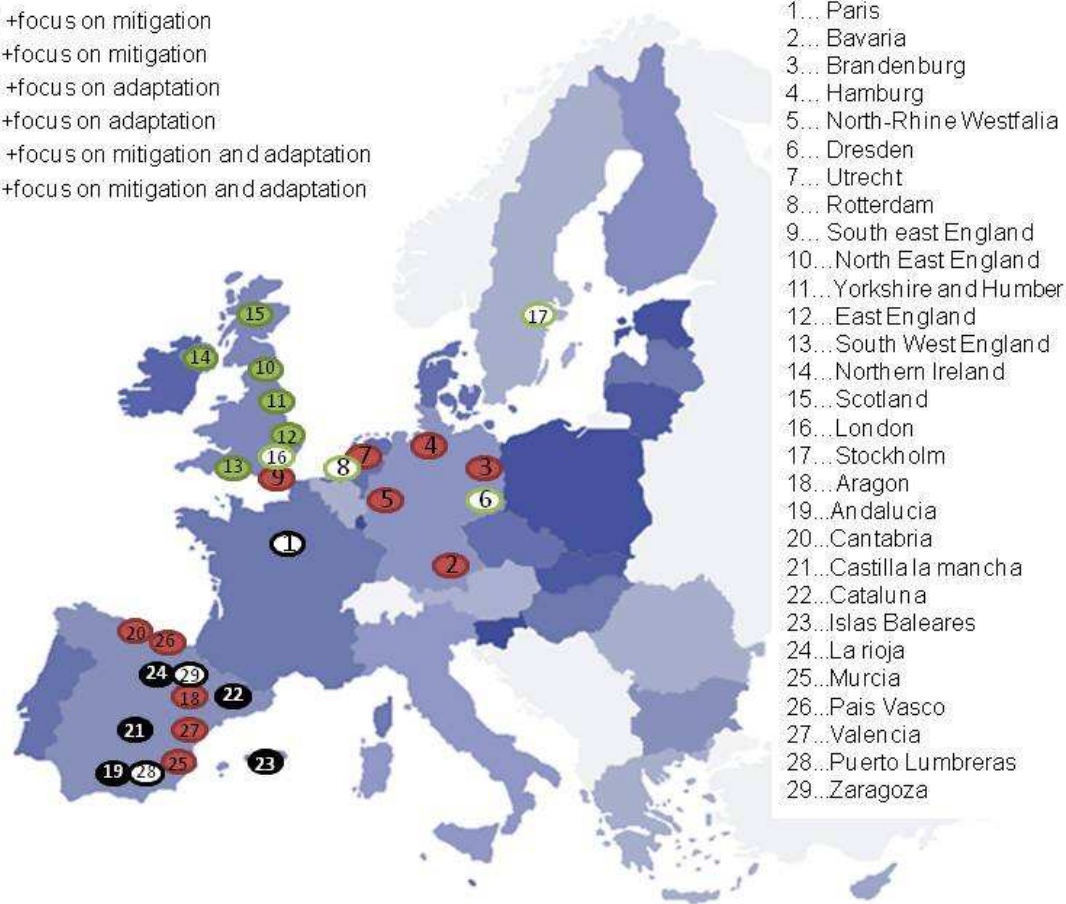 +focus on mitigation
+focus on mitigation
+focus on adaptation
+focus on adaptation
+focus on mitigation and adaptation
+focus on mitigation and adaptation
1... Paris
2... Bavaria
3... Brandenburg
4... Hamburg
5... North-Rhine Westfalia
6... Dresden
7... Utrecht
8... Rotterdam
9... South east England
10...North East England
11...Yorkshire and Humber
12...East England
13...South West England
14...Northern Ireland
15...Scotland
16...London
17...Stockholm
18...Aragon
19...Andalucia
20...Cantabria
21...Castilla la mancha
22...Cataluna
23...Islas Baleares
24...La rioja
25...Murcia
26...Pais Vasco
27...Valencia
28...Puerto Lumbreras
29...Zaragoza
15
17
14
10
11
12
16
13
9
7
8
4
3
5
6
1
2
20
26
24
29
18
22
21
27
25
19
28
23